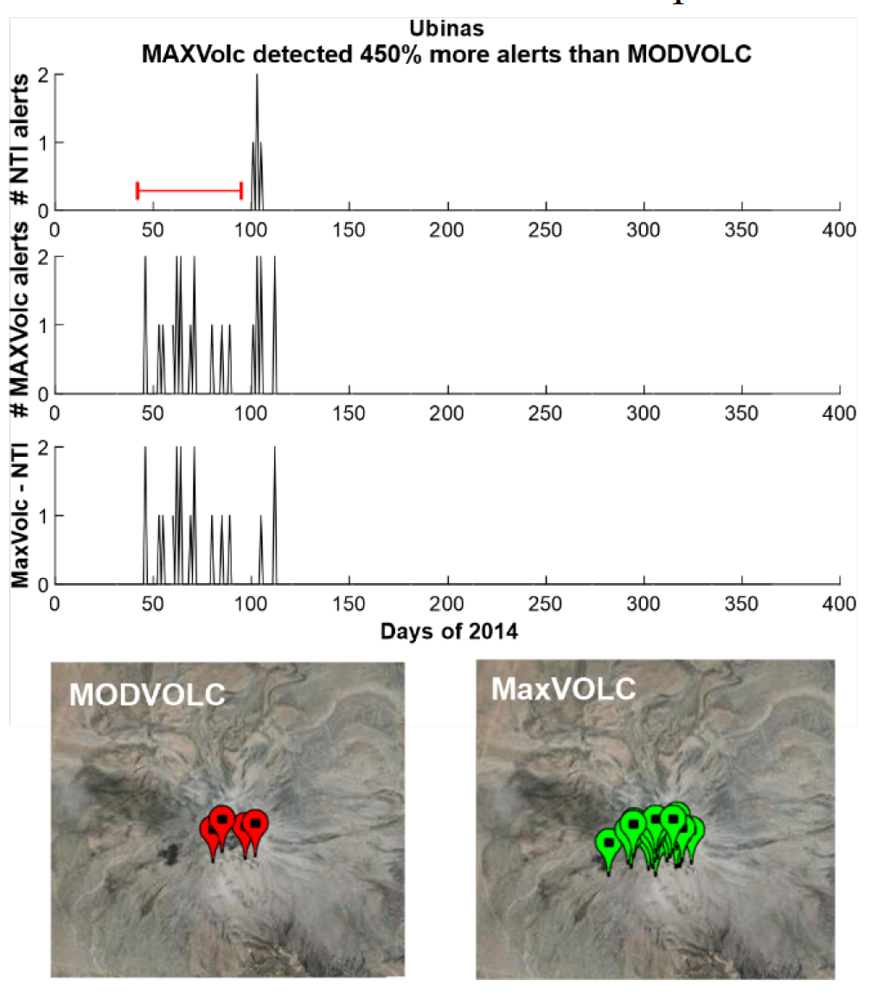 Ubinas
MAXVolc detected 450% more alerts than MODVOLC
# NTI alerts
2
1
0
0 50 100 150 200 250 300 350 400
# MAXVolc alerts
2
1
0
0 50 100 150 200 250 300 350 400
MaxVolc - NTI
2
1
0
0 50 100 150 200 250 300 350 400
Days of 2014
MODVOLC
MaxVOLC